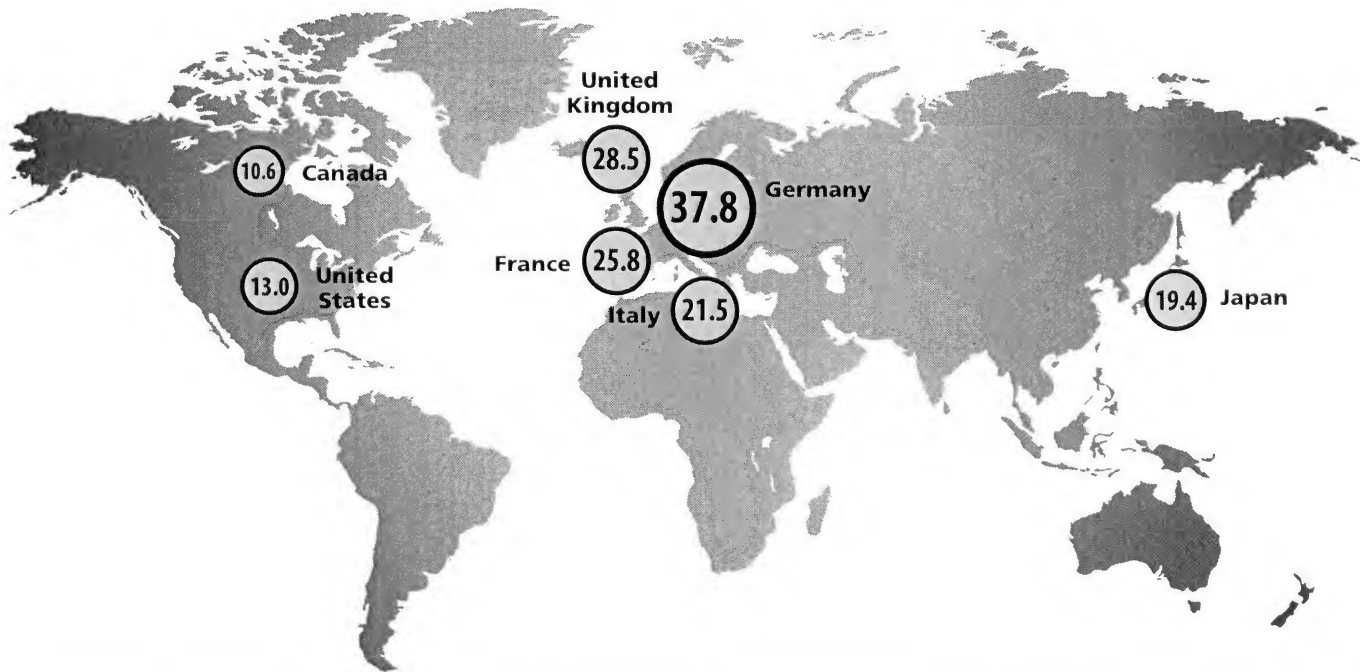 United
Kingdom
28.5
10.6 Canada
37.8 Germany
France 25.8
13.0 United
States
Italy 21.5
19.4 Japan